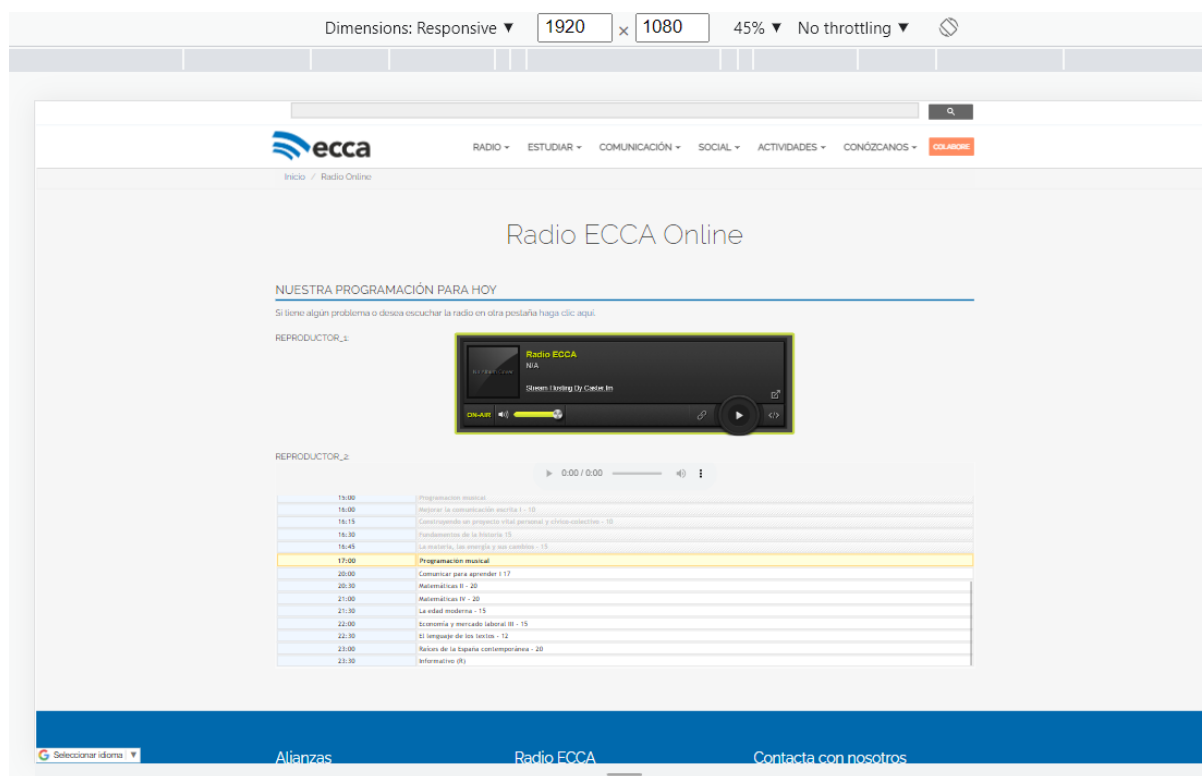 Dimensions: Responsive ▼ 1920 × 1080 45% ▼ No throttling ▼
ecca
RADIO ESTUDIAR COMUNICACIÓN SOCIAL ACTIVIDADES CONÓZCANOS COLABORE
Inicio / Radio Online
Radio ECCA Online
NUESTRA PROGRAMACIÓN PARA HOY
Si tiene algún problema o desea escuchar la radio en otra pestaña haga clic aquí.
REPRODUCTOR_1:
Radio ECCA
N/A
Stream Hosting By Caster.fm
ON-AIR
REPRODUCTOR_2:
0:00 / 0:00
15:00 Programación musical
16:00 Mejorar la comunicación escrita I - 10
16:15 Construyendo un proyecto vital personal y cívico-colectivo - 10
16:30 Fundamentos de la historia 15
16:45 La materia, las energía y sus cambios - 15
17:00 Programación musical
20:00 Comunicar para aprender I 17
20:30 Matemáticas II - 20
21:00 Matemáticas IV - 20
21:30 La edad moderna - 15
22:00 Economía y mercado laboral III - 15
22:30 El lenguaje de los textos - 12
23:00 Raíces de la España contemporánea - 20
23:30 Informativo (R)
G Seleccionar idioma ▼
Alianzas Radio ECCA Contacta con nosotros